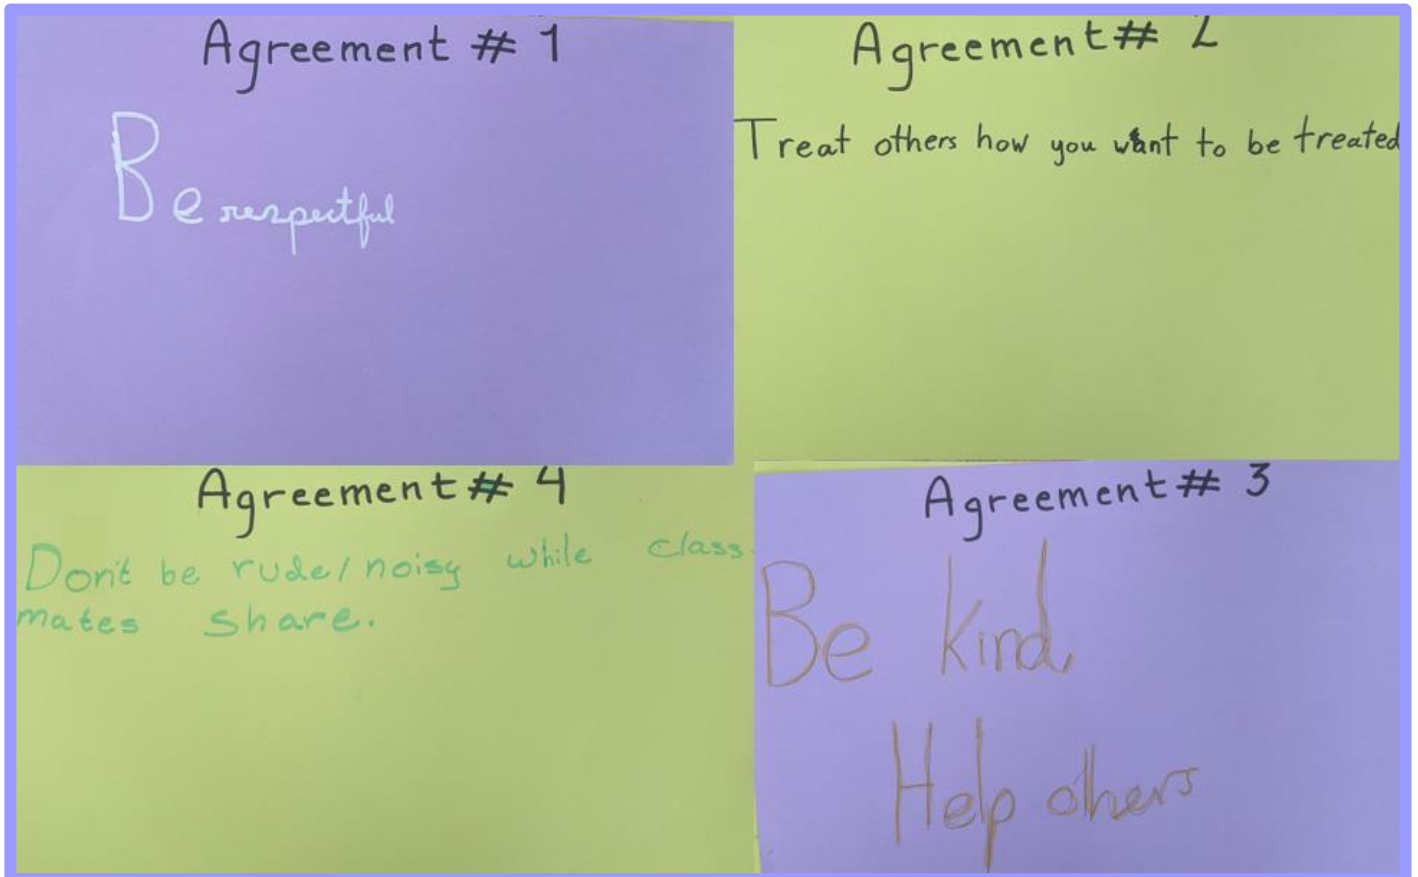 Agreement # 1
Be respectful
Agreement # 2
Treat others how you want to be treated
Agreement # 4
Don't be rude/noisy while class
mates share.
Agreement # 3
Be kind
Help others